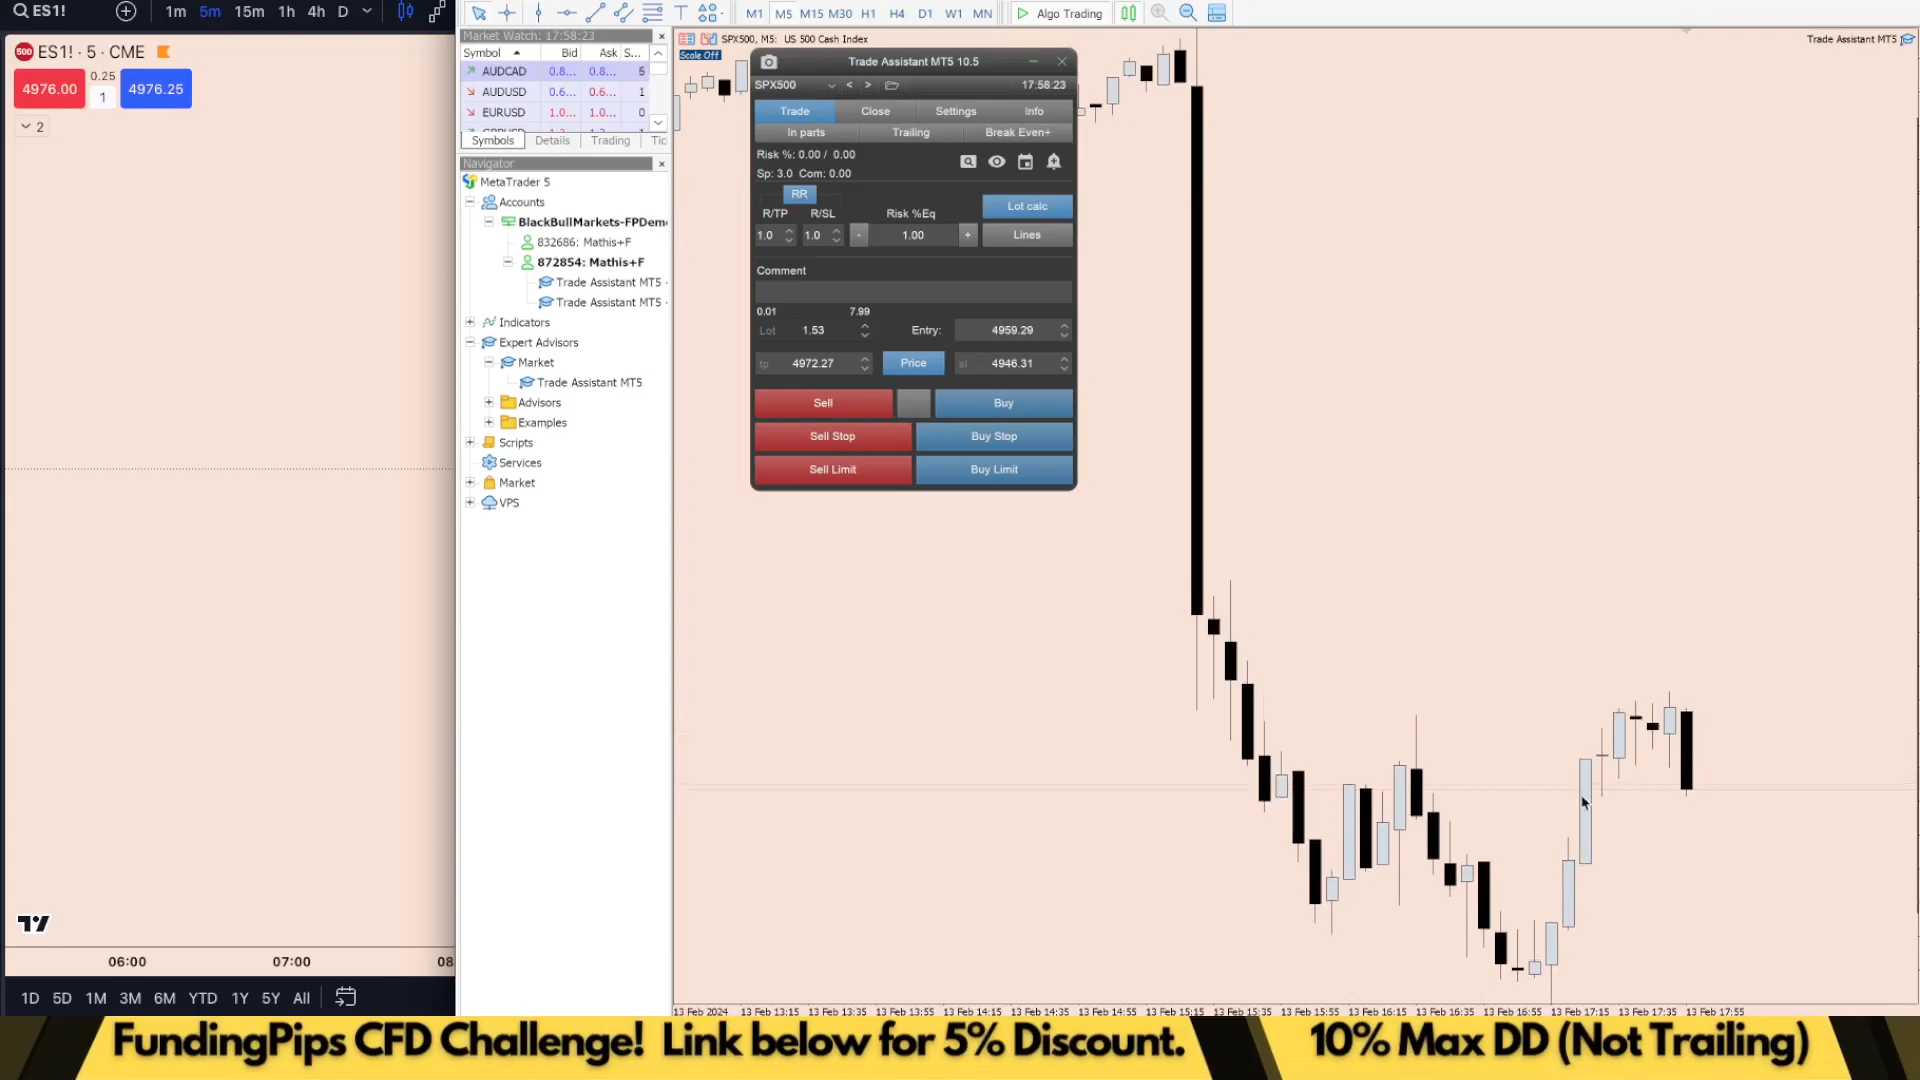 ES1!
1m 5m 15m 1h 4h D
500 ES1! · 5 · CME
4976.00
0.25
1
4976.25
2
06:00 07:00 08
1D 5D 1M 3M 6M YTD 1Y 5Y All
T M1 M5 M15 M30 H1 H4 D1 W1 MN Algo Trading
Market Watch: 17:58:23
Symbol Bid Ask S...
AUDCAD 0.8... 0.8... 5
AUDUSD 0.6... 0.6... 1
EURUSD 1.0... 1.0... 0
Symbols Details Trading Tic
Navigator
MetaTrader 5
Accounts
BlackBullMarkets-FPDem
832686: Mathis+F
872854: Mathis+F
Trade Assistant MT5 -
Trade Assistant MT5 -
Indicators
Expert Advisors
Market
Trade Assistant MT5
Advisors
Examples
Scripts
Services
Market
VPS
SPX500, M5: US 500 Cash Index
Scale Off
Trade Assistant MT5
Trade Assistant MT5 10.5
SPX500 < > 17:58:23
Trade Close Settings Info
In parts Trailing Break Even+
Risk %: 0.00 / 0.00
Sp: 3.0 Com: 0.00
RR
R/TP R/SL Risk %Eq Lot calc
1.0 1.0 - 1.00 + Lines
Comment
0.01 7.99
Lot 1.53 Entry: 4959.29
tp 4972.27 Price sl 4946.31
Sell Buy
Sell Stop Buy Stop
Sell Limit Buy Limit
13 Feb 2024 13 Feb 13:15 13 Feb 13:35 13 Feb 13:55 13 Feb 14:15 13 Feb 14:35 13 Feb 14:55 13 Feb 15:15 13 Feb 15:35 13 Feb 15:55 13 Feb 16:15 13 Feb 16:35 13 Feb 16:55 13 Feb 17:15 13 Feb 17:35 13 Feb 17:55
FundingPips CFD Challenge! Link below for 5% Discount. 10% Max DD (Not Trailing)